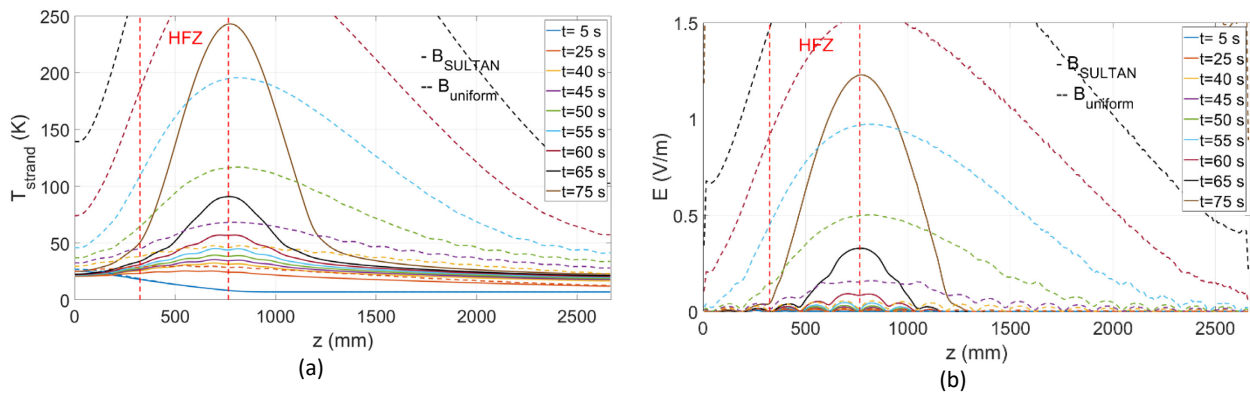 250
200
150
100
50
0
T_strand (K)
HFZ
- B_SULTAN
-- B_uniform
t= 5 s
t=25 s
t=40 s
t=45 s
t=50 s
t=55 s
t=60 s
t=65 s
t=75 s
0 500 1000 1500 2000 2500
z (mm)
(a)
1.5
1
0.5
0
E (V/m)
HFZ
- B_SULTAN
-- B_uniform
t= 5 s
t=25 s
t=40 s
t=45 s
t=50 s
t=55 s
t=60 s
t=65 s
t=75 s
0 500 1000 1500 2000 2500
z (mm)
(b)